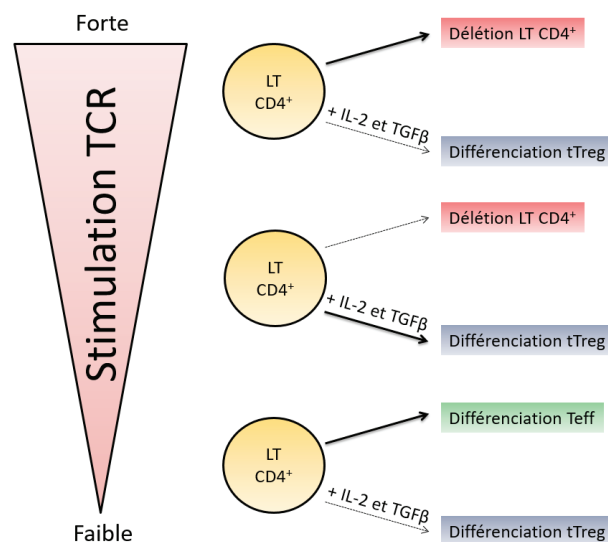 Forte
Stimulation TCR
Faible
LT
CD4⁺
Délétion LT CD4⁺
+ IL-2 et TGFβ
Différenciation tTreg
LT
CD4⁺
Délétion LT CD4⁺
+ IL-2 et TGFβ
Différenciation tTreg
LT
CD4⁺
Différenciation Teff
+ IL-2 et TGFβ
Différenciation tTreg